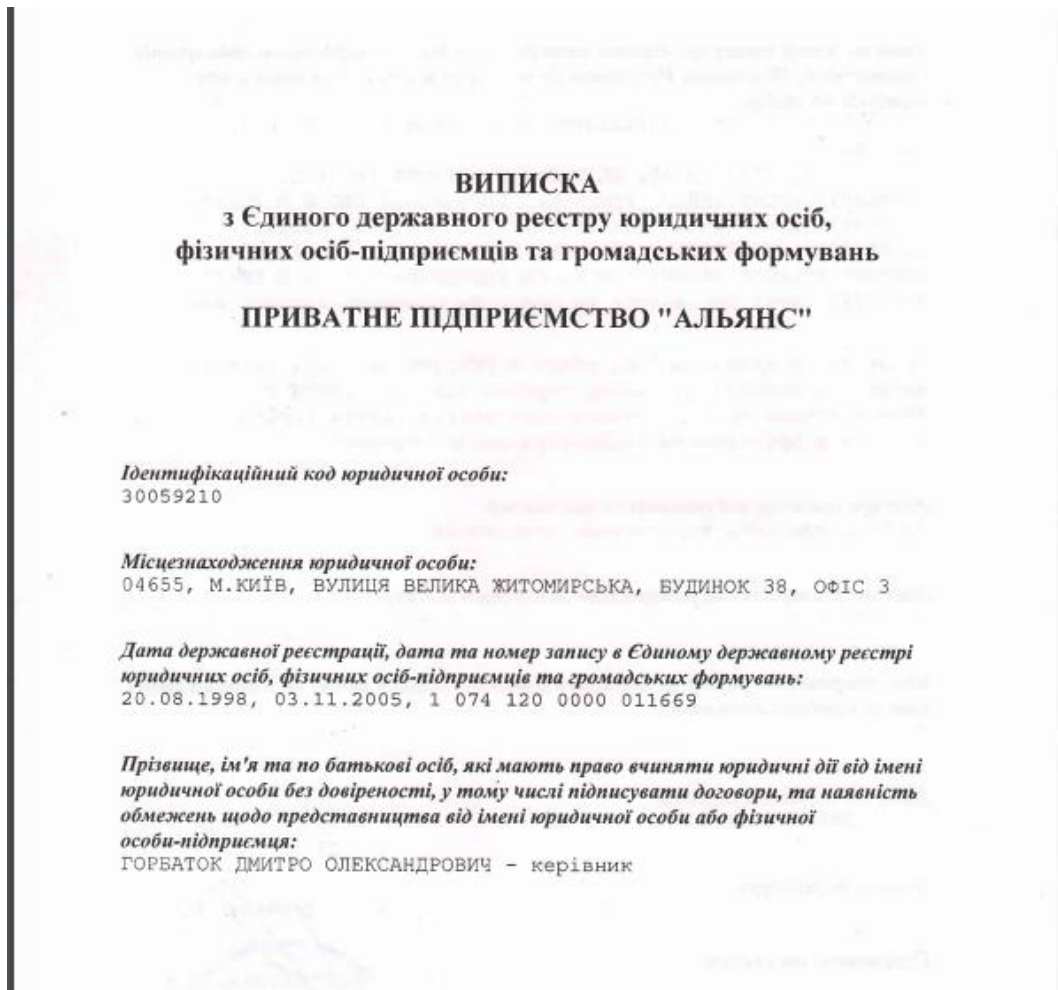 ВИПИСКА
з Єдиного державного реєстру юридичних осіб,
фізичних осіб-підприємців та громадських формувань
ПРИВАТНЕ ПІДПРИЄМСТВО "АЛЬЯНС"
Ідентифікаційний код юридичної особи:
30059210
Місцезнаходження юридичної особи:
04655, М.КИЇВ, ВУЛИЦЯ ВЕЛИКА ЖИТОМИРСЬКА, БУДИНОК 38, ОФІС 3
Дата державної реєстрації, дата та номер запису в Єдиному державному реєстрі
юридичних осіб, фізичних осіб-підприємців та громадських формувань:
20.08.1998, 03.11.2005, 1 074 120 0000 011669
Прізвище, ім'я та по батькові осіб, які мають право вчиняти юридичні дії від імені
юридичної особи без довіреності, у тому числі підписувати договори, та наявність
обмежень щодо представництва від імені юридичної особи або фізичної
особи-підприємця:
ГОРБАТОК ДМИТРО ОЛЕКСАНДРОВИЧ – керівник